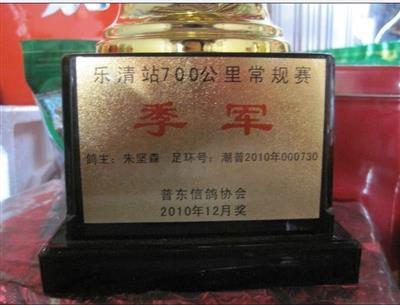 乐清站700公里常规赛
季军
鸽主：朱坚森 足环号：潮普2010年000730
普东信鸽协会
2010年12月奖